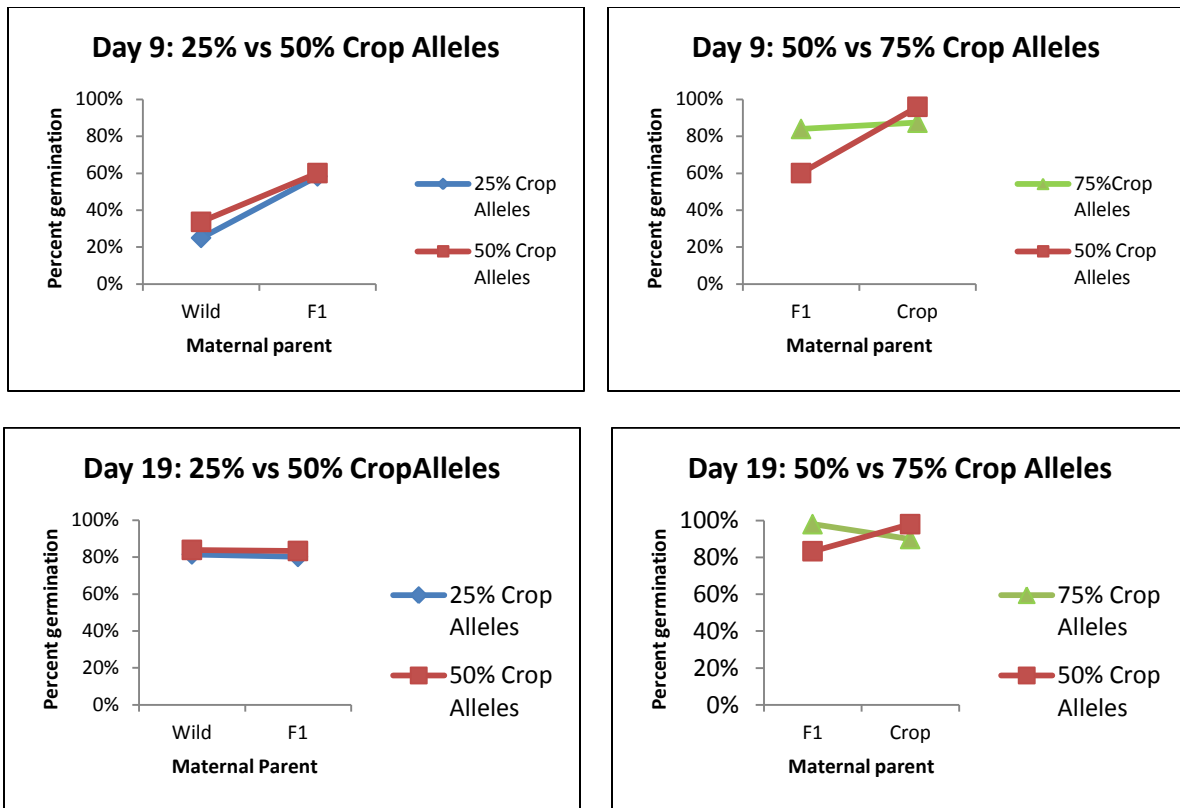 Day 9: 25% vs 50% Crop Alleles
Percent germination
100%
80%
60%
40%
20%
0%
Wild
F1
Maternal parent
25% Crop
Alleles
50% Crop
Alleles
Day 9: 50% vs 75% Crop Alleles
Percent germination
100%
80%
60%
40%
20%
0%
F1
Crop
Maternal parent
75%Crop
Alleles
50% Crop
Alleles
Day 19: 25% vs 50% CropAlleles
Percent germination
100%
80%
60%
40%
20%
0%
Wild
F1
Maternal Parent
25% Crop
Alleles
50% Crop
Alleles
Day 19: 50% vs 75% Crop Alleles
Percent germination
100%
80%
60%
40%
20%
0%
F1
Crop
Maternal parent
75% Crop
Alleles
50% Crop
Alleles